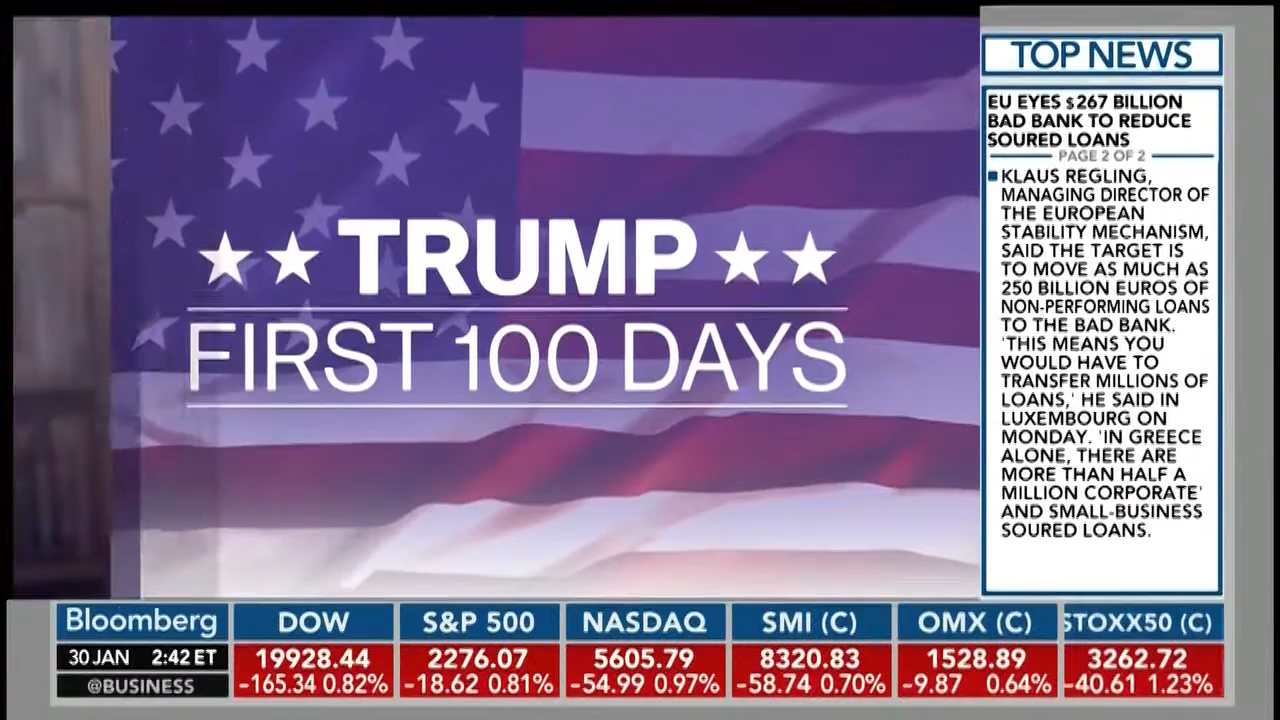 TRUMP
FIRST 100 DAYS
TOP NEWS
EU EYES $267 BILLION
BAD BANK TO REDUCE
SOURED LOANS
PAGE 2 OF 2
KLAUS REGLING,
MANAGING DIRECTOR OF
THE EUROPEAN
STABILITY MECHANISM,
SAID THE TARGET IS
TO MOVE AS MUCH AS
250 BILLION EUROS OF
NON-PERFORMING LOANS
TO THE BAD BANK.
'THIS MEANS YOU
WOULD HAVE TO
TRANSFER MILLIONS OF
LOANS,' HE SAID IN
LUXEMBOURG ON
MONDAY. 'IN GREECE
ALONE, THERE ARE
MORE THAN HALF A
MILLION CORPORATE'
AND SMALL-BUSINESS
SOURED LOANS.
Bloomberg DOW S&P 500 NASDAQ SMI (C) OMX (C) STOXX50 (C)
30 JAN 2:42 ET 19928.44 2276.07 5605.79 8320.83 1528.89 3262.72
@BUSINESS -165.34 0.82% -18.62 0.81% -54.99 0.97% -58.74 0.70% -9.87 0.64% -40.61 1.23%